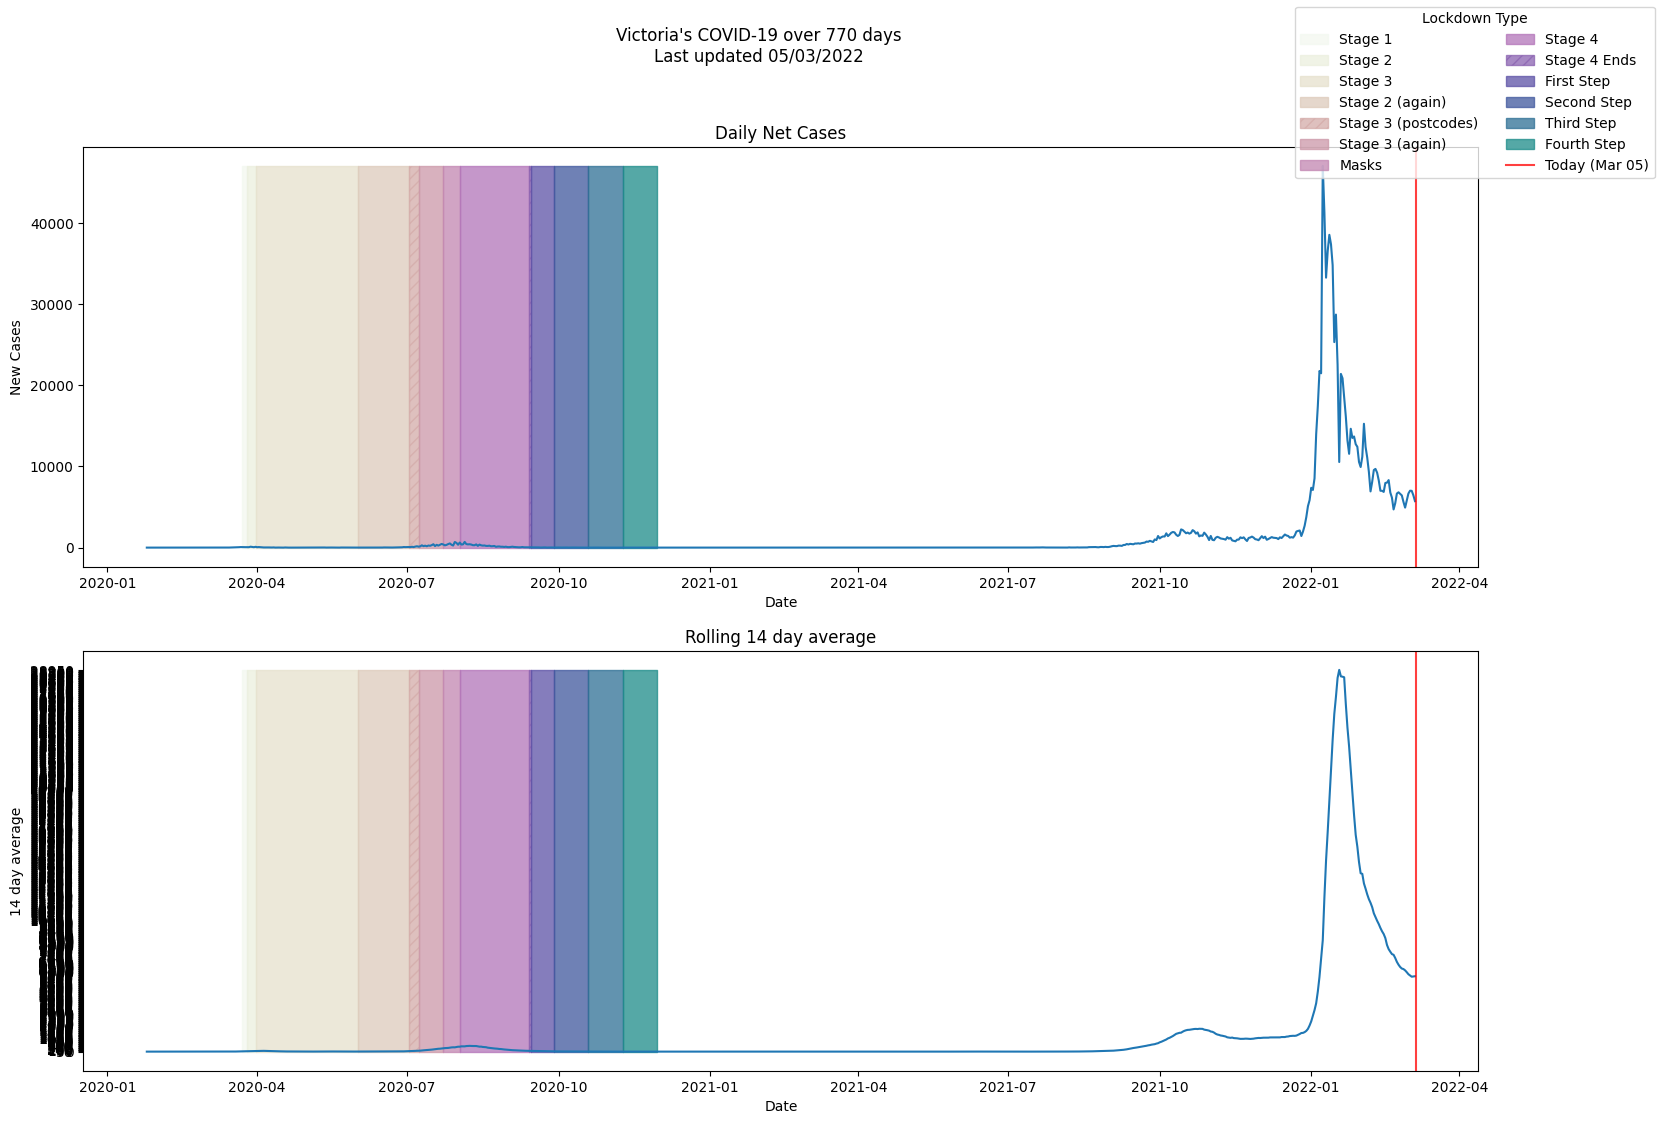 Victoria's COVID-19 over 770 days
Last updated 05/03/2022
Lockdown Type
Stage 1
Stage 2
Stage 3
Stage 2 (again)
Stage 3 (postcodes)
Stage 3 (again)
Masks
Stage 4
Stage 4 Ends
First Step
Second Step
Third Step
Fourth Step
Today (Mar 05)
Daily Net Cases
New Cases
40000
30000
20000
10000
0
2020-01 2020-04 2020-07 2020-10 2021-01 2021-04 2021-07 2021-10 2022-01 2022-04
Date
Rolling 14 day average
14 day average
2020-01 2020-04 2020-07 2020-10 2021-01 2021-04 2021-07 2021-10 2022-01 2022-04
Date